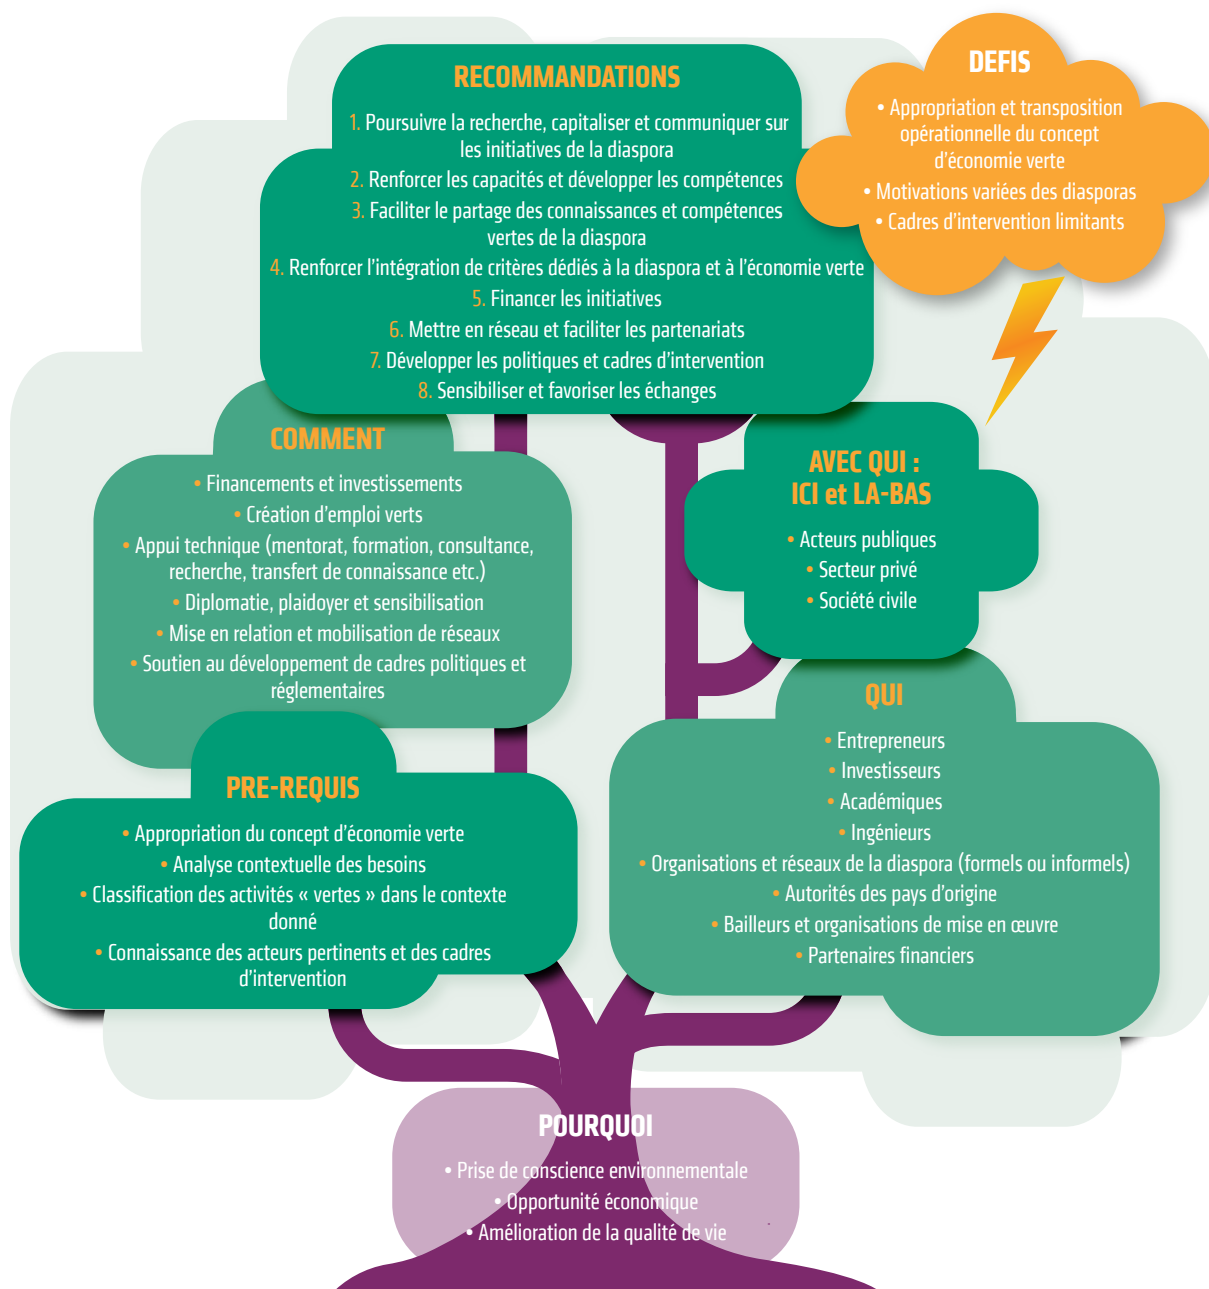 RECOMMANDATIONS
1. Poursuivre la recherche, capitaliser et communiquer sur
les initiatives de la diaspora
2. Renforcer les capacités et développer les compétences
3. Faciliter le partage des connaissances et compétences
vertes de la diaspora
4. Renforcer l'intégration de critères dédiés à la diaspora et à l'économie verte
5. Financer les initiatives
6. Mettre en réseau et faciliter les partenariats
7. Développer les politiques et cadres d'intervention
8. Sensibiliser et favoriser les échanges
DEFIS
• Appropriation et transposition
opérationnelle du concept
d'économie verte
• Motivations variées des diasporas
• Cadres d'intervention limitants
COMMENT
• Financements et investissements
• Création d'emploi verts
• Appui technique (mentorat, formation, consultance,
recherche, transfert de connaissance etc.)
• Diplomatie, plaidoyer et sensibilisation
• Mise en relation et mobilisation de réseaux
• Soutien au développement de cadres politiques et
réglementaires
AVEC QUI :
ICI et LA-BAS
• Acteurs publiques
• Secteur privé
• Société civile
QUI
• Entrepreneurs
• Investisseurs
• Académiques
• Ingénieurs
• Organisations et réseaux de la diaspora (formels ou informels)
• Autorités des pays d'origine
• Bailleurs et organisations de mise en œuvre
• Partenaires financiers
PRE-REQUIS
• Appropriation du concept d'économie verte
• Analyse contextuelle des besoins
• Classification des activités « vertes » dans le contexte
donné
• Connaissance des acteurs pertinents et des cadres
d'intervention
POURQUOI
• Prise de conscience environnementale
• Opportunité économique
• Amélioration de la qualité de vie